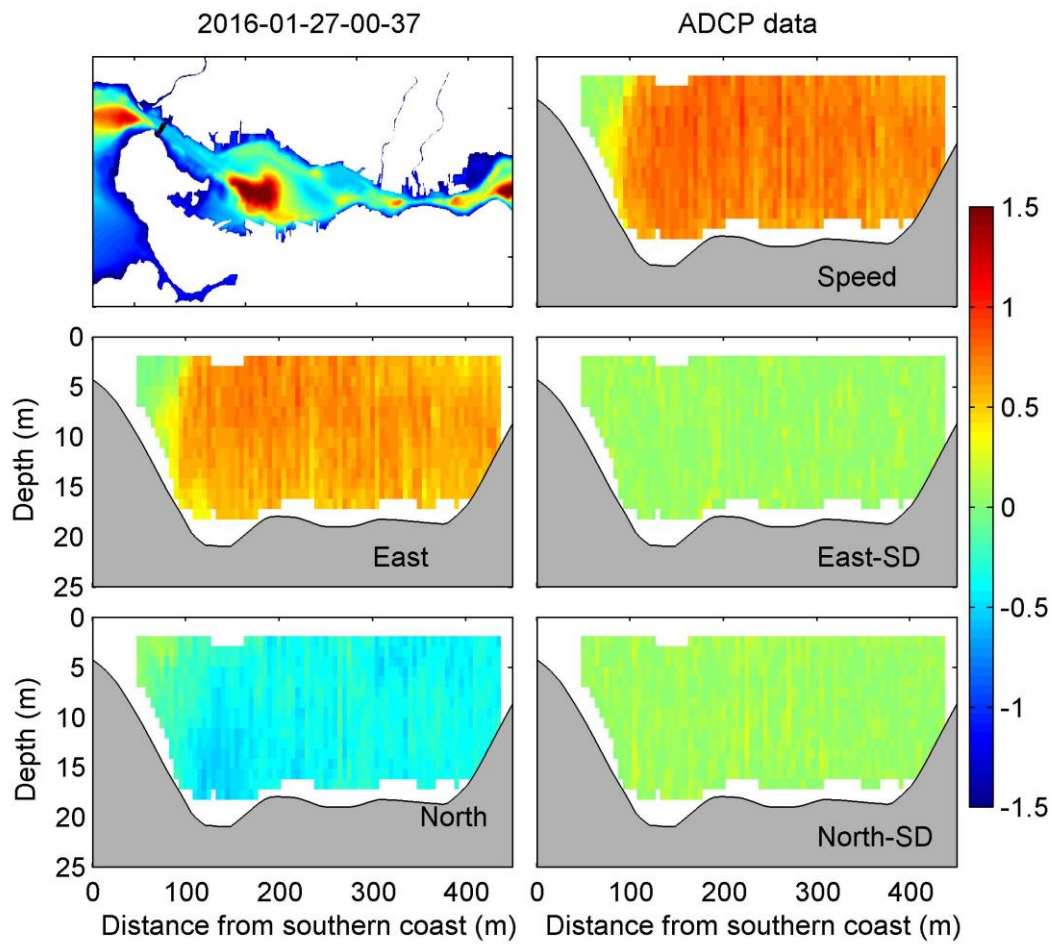 2016-01-27-00-37
ADCP data
Speed
1.5
1
0.5
0
-0.5
-1
-1.5
0
5
10
15
20
25
Depth (m)
East
East-SD
0
5
10
15
20
25
Depth (m)
North
North-SD
0 100 200 300 400
0 100 200 300 400
Distance from southern coast (m)
Distance from southern coast (m)